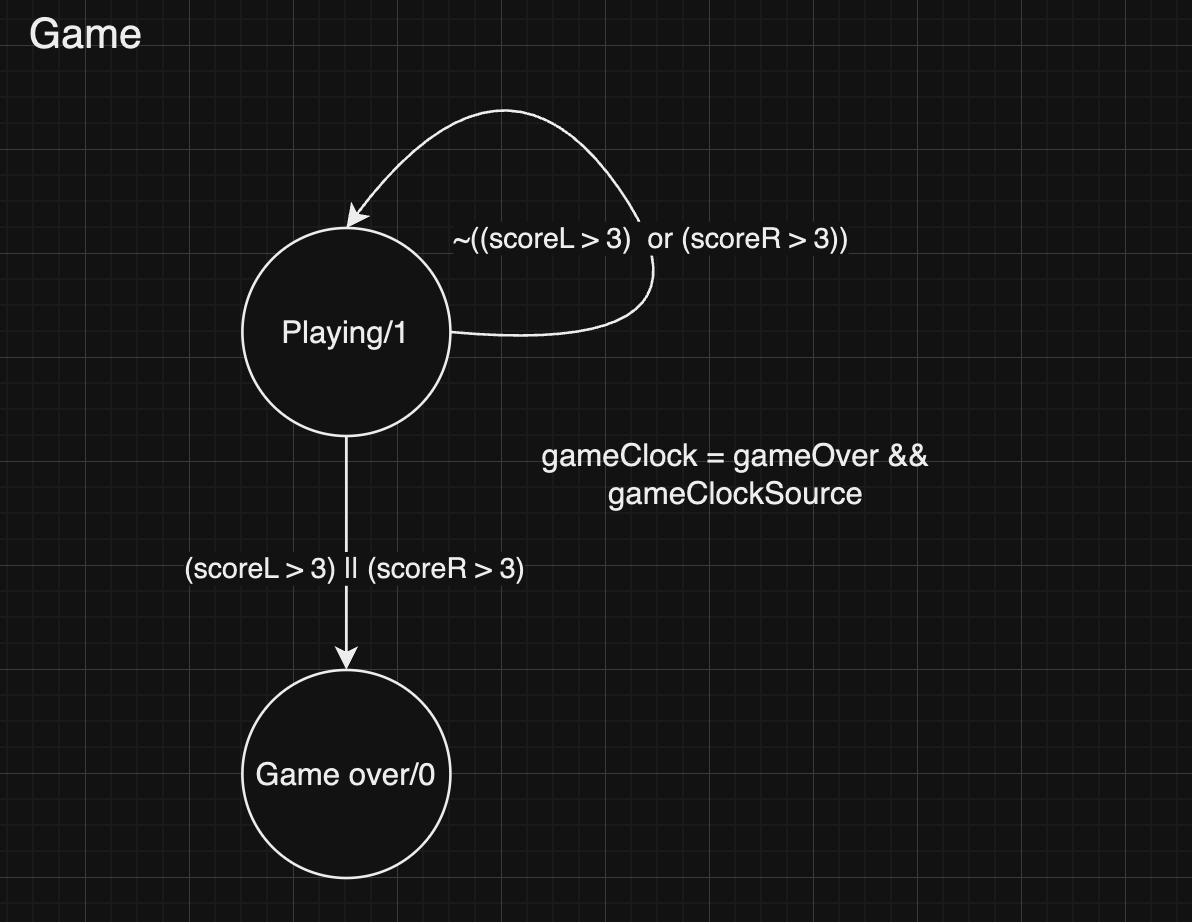 Game
~((scoreL > 3)  or (scoreR > 3))
Playing/1
gameClock = gameOver &&
gameClockSource
(scoreL > 3) || (scoreR > 3)
Game over/0